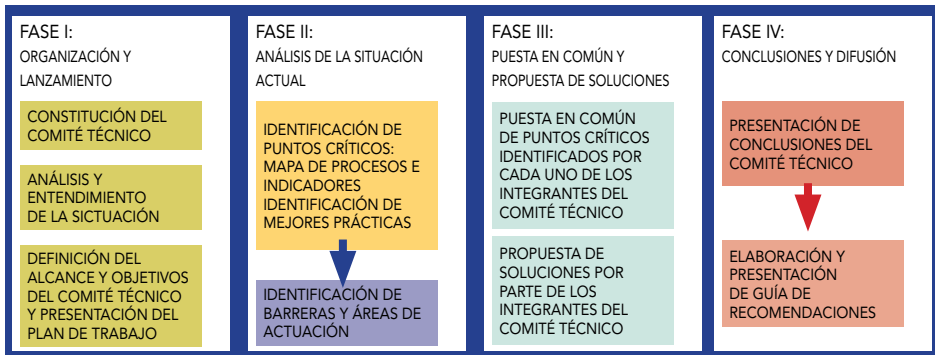 FASE I:
ORGANIZACIÓN Y
LANZAMIENTO
CONSTITUCIÓN DEL
COMITÉ TÉCNICO
ANÁLISIS Y
ENTENDIMIENTO
DE LA SICTUACIÓN
DEFINICIÓN DEL
ALCANCE Y OBJETIVOS
DEL COMITÉ TÉCNICO
Y PRESENTACIÓN DEL
PLAN DE TRABAJO
FASE II:
ANÁLISIS DE LA SITUACIÓN
ACTUAL
IDENTIFICACIÓN DE
PUNTOS CRÍTICOS:
MAPA DE PROCESOS E
INDICADORES
IDENTIFICACIÓN DE
MEJORES PRÁCTICAS
IDENTIFICACIÓN DE
BARRERAS Y ÁREAS DE
ACTUACIÓN
FASE III:
PUESTA EN COMÚN Y
PROPUESTA DE SOLUCIONES
PUESTA EN COMÚN
DE PUNTOS CRÍTICOS
IDENTIFICADOS POR
CADA UNO DE LOS
INTEGRANTES DEL
COMITÉ TÉCNICO
PROPUESTA DE
SOLUCIONES POR
PARTE DE LOS
INTEGRANTES DEL
COMITÉ TÉCNICO
FASE IV:
CONCLUSIONES Y DIFUSIÓN
PRESENTACIÓN DE
CONCLUSIONES DEL
COMITÉ TÉCNICO
ELABORACIÓN Y
PRESENTACIÓN
DE GUÍA DE
RECOMENDACIONES